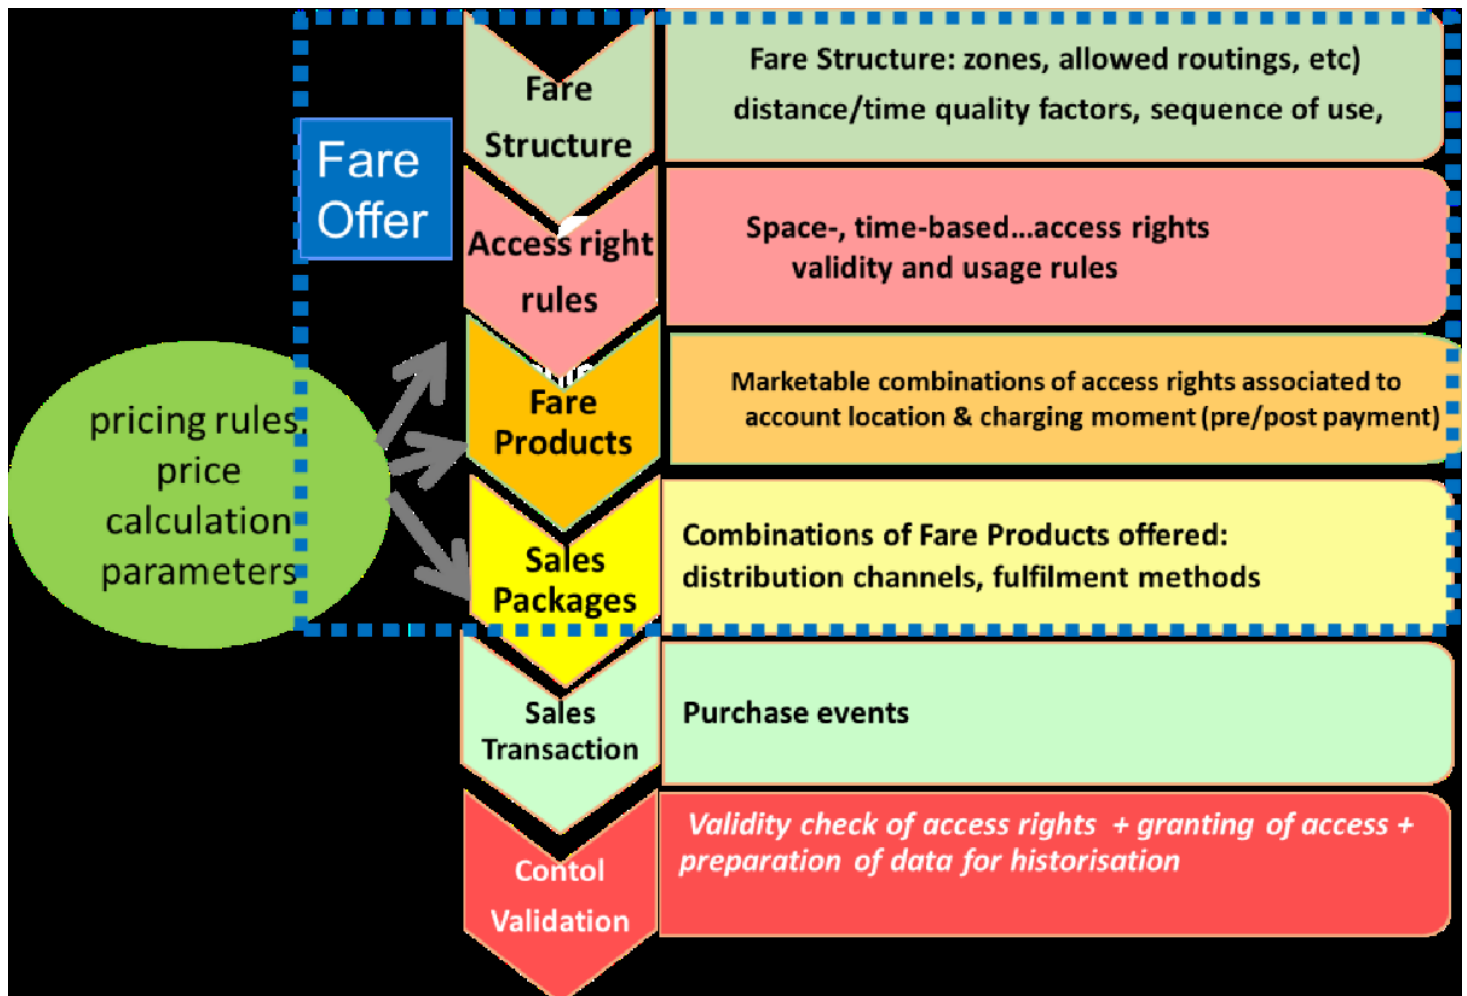 Fare
Structure
Fare Structure: zones, allowed routings, etc)
distance/time quality factors, sequence of use,
Fare
Offer
Access right
rules
Space-, time-based...access rights
validity and usage rules
pricing rules,
price
calculation
parameters
Fare
Products
Marketable combinations of access rights associated to
account location & charging moment (pre/post payment)
Sales
Packages
Combinations of Fare Products offered:
distribution channels, fulfilment methods
Sales
Transaction
Purchase events
Contol
Validation
Validity check of access rights + granting of access +
preparation of data for historisation